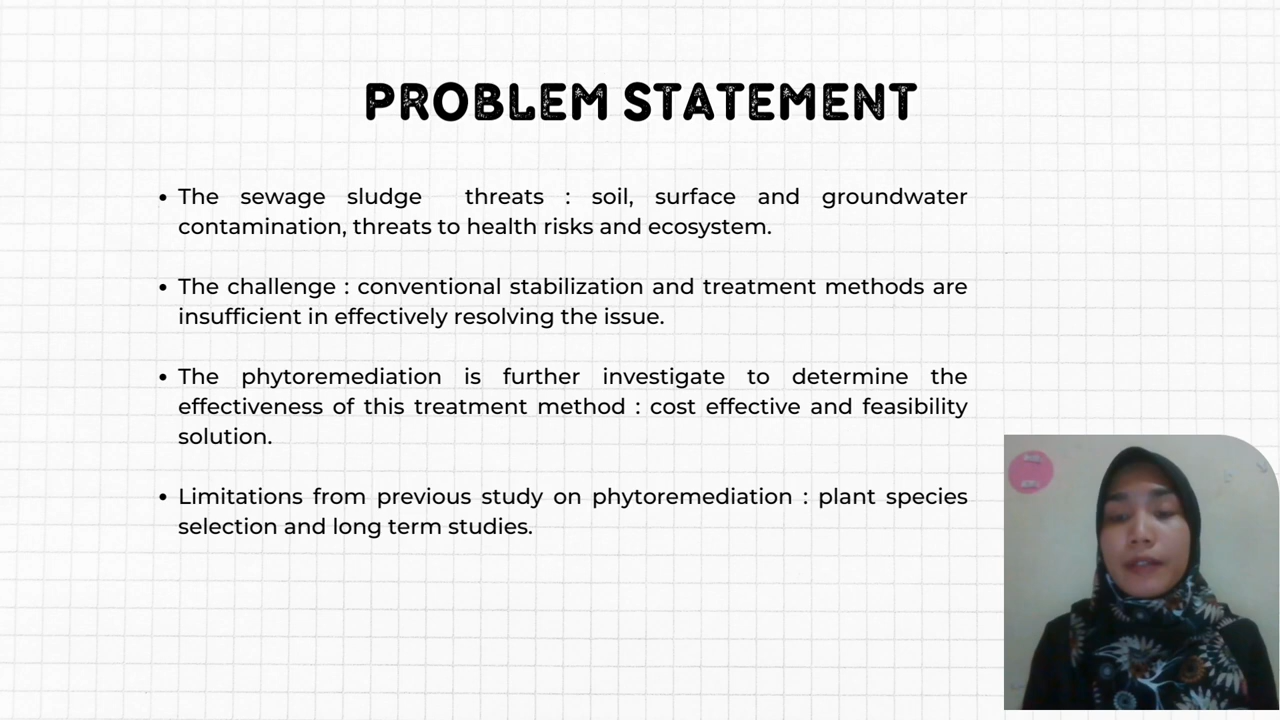 PROBLEM STATEMENT
• The sewage sludge threats : soil, surface and groundwater
contamination, threats to health risks and ecosystem.
• The challenge : conventional stabilization and treatment methods are
insufficient in effectively resolving the issue.
• The phytoremediation is further investigate to determine the
effectiveness of this treatment method : cost effective and feasibility
solution.
• Limitations from previous study on phytoremediation : plant species
selection and long term studies.